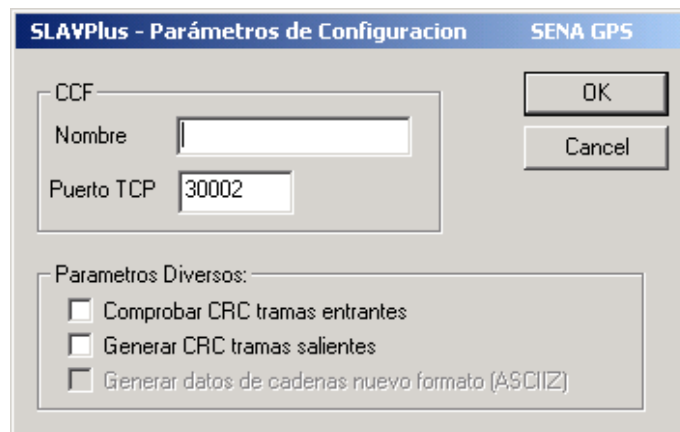 SLAVPlus - Parámetros de Configuracion SENA GPS
CCF
OK
Nombre
Cancel
Puerto TCP 30002
Parametros Diversos:
Comprobar CRC tramas entrantes
Generar CRC tramas salientes
Generar datos de cadenas nuevo formato (ASCIIZ)